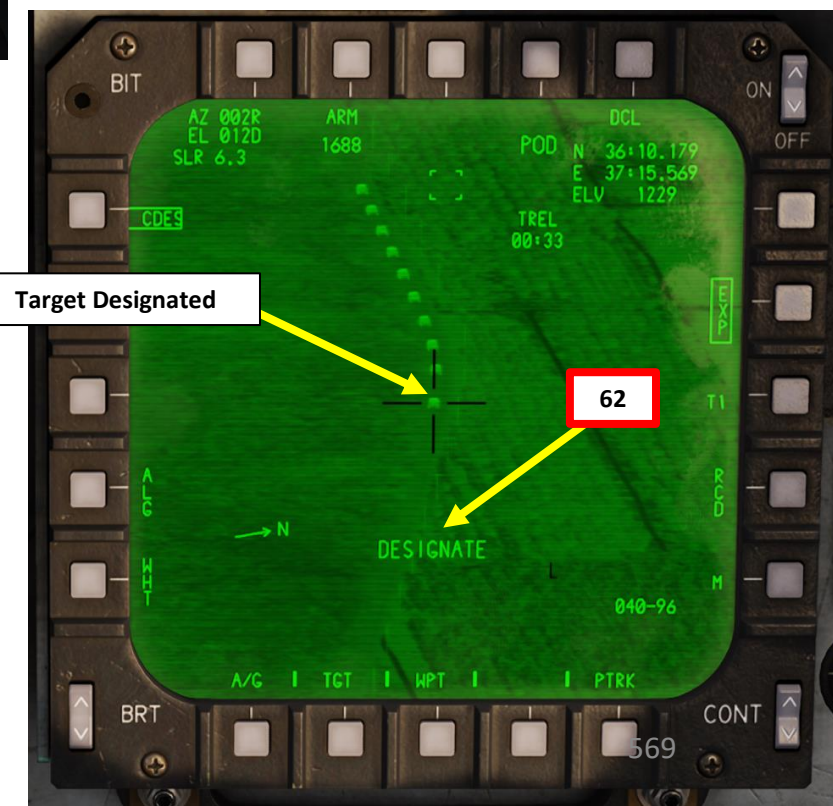 BIT
ON
OFF
AZ 002R
EL 012D
SLR 6.3
ARM
1688
POD
DCL
N 36:10.179
E 37:15.569
ELV 1229
CDES
TREL
00:33
EXP
Target Designated
62
T1
ALG
RCD
N
DESIGNATE
WHT
L
M
040-96
A/G
TGT
WPT
PTRK
BRT
CONT
569